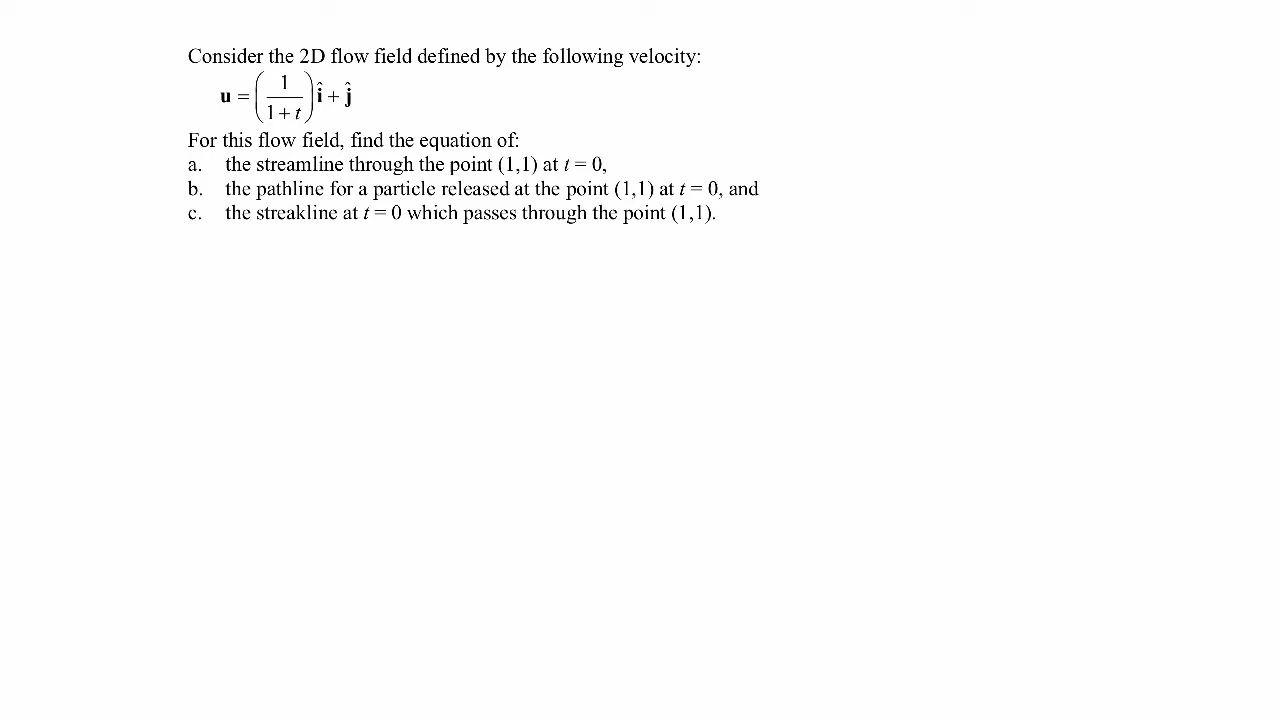 Consider the 2D flow field defined by the following velocity:
u = (1/(1 + t)) î + ĵ
For this flow field, find the equation of:
a. the streamline through the point (1,1) at t = 0,
b. the pathline for a particle released at the point (1,1) at t = 0, and
c. the streakline at t = 0 which passes through the point (1,1).